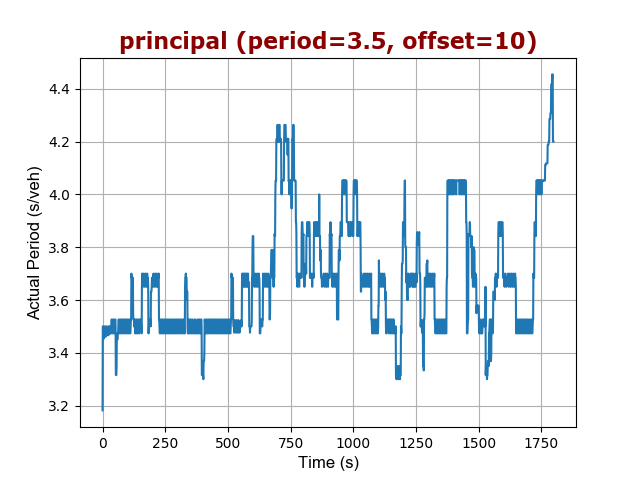 principal (period=3.5, offset=10)
Actual Period (s/veh)
4.4
4.2
4.0
3.8
3.6
3.4
3.2
0 250 500 750 1000 1250 1500 1750
Time (s)